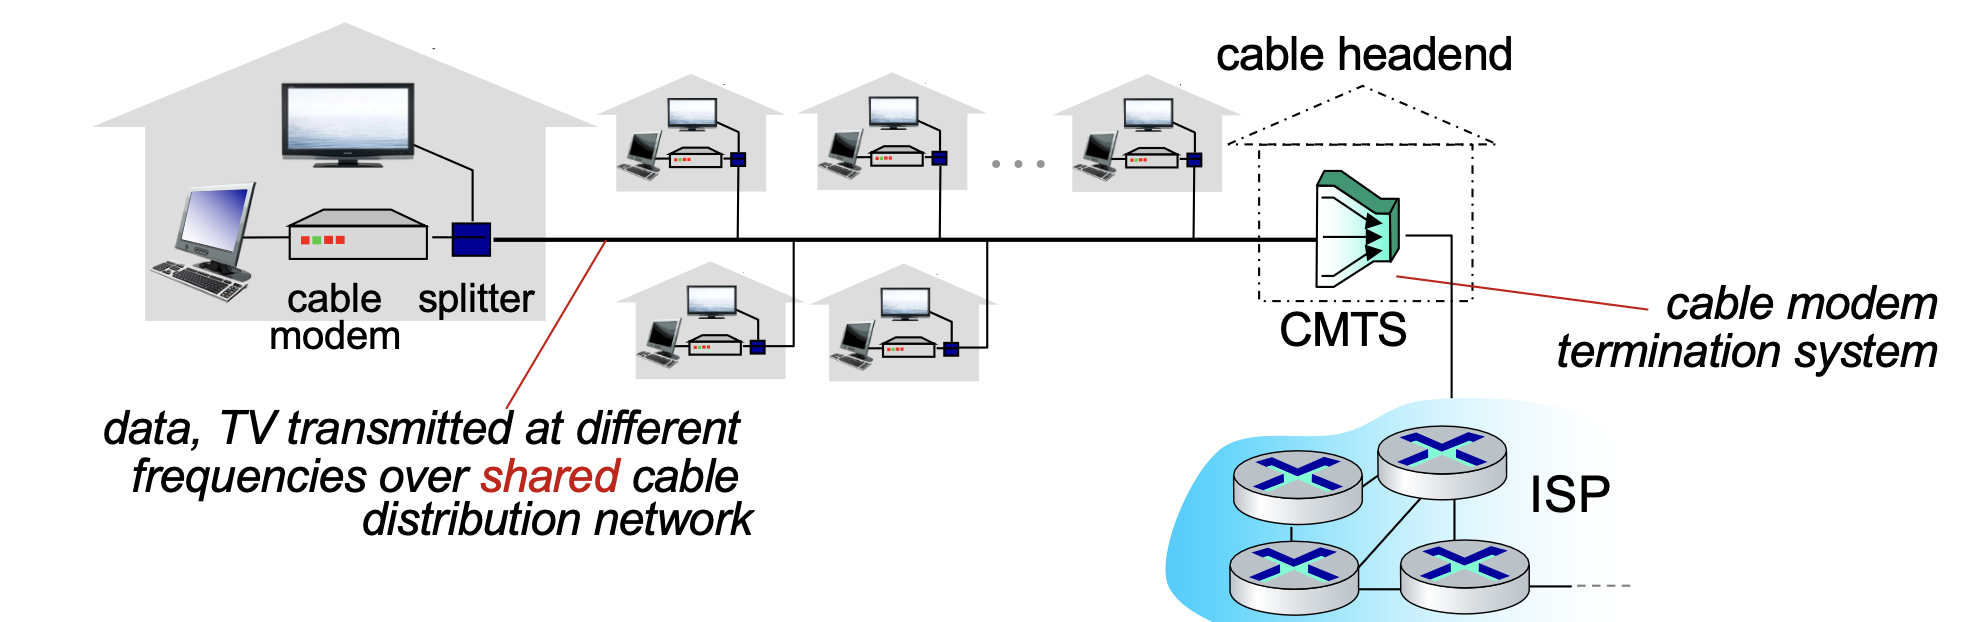 cable headend
cable
modem
splitter
CMTS
cable modem
termination system
data, TV transmitted at different
frequencies over shared cable
distribution network
ISP